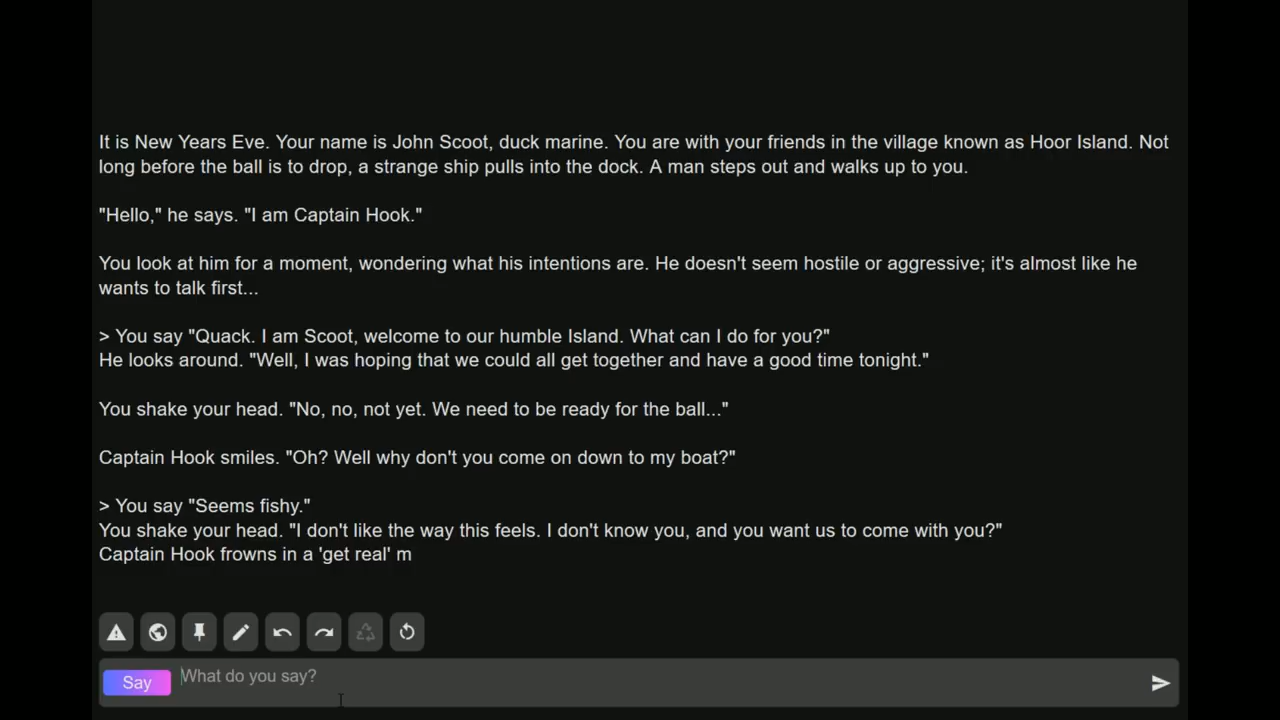 It is New Years Eve. Your name is John Scoot, duck marine. You are with your friends in the village known as Hoor Island. Not
long before the ball is to drop, a strange ship pulls into the dock. A man steps out and walks up to you.
"Hello," he says. "I am Captain Hook."
You look at him for a moment, wondering what his intentions are. He doesn't seem hostile or aggressive; it's almost like he
wants to talk first...
> You say "Quack. I am Scoot, welcome to our humble Island. What can I do for you?"
He looks around. "Well, I was hoping that we could all get together and have a good time tonight."
You shake your head. "No, no, not yet. We need to be ready for the ball..."
Captain Hook smiles. "Oh? Well why don't you come on down to my boat?"
> You say "Seems fishy."
You shake your head. "I don't like the way this feels. I don't know you, and you want us to come with you?"
Captain Hook frowns in a 'get real' m
Say What do you say?